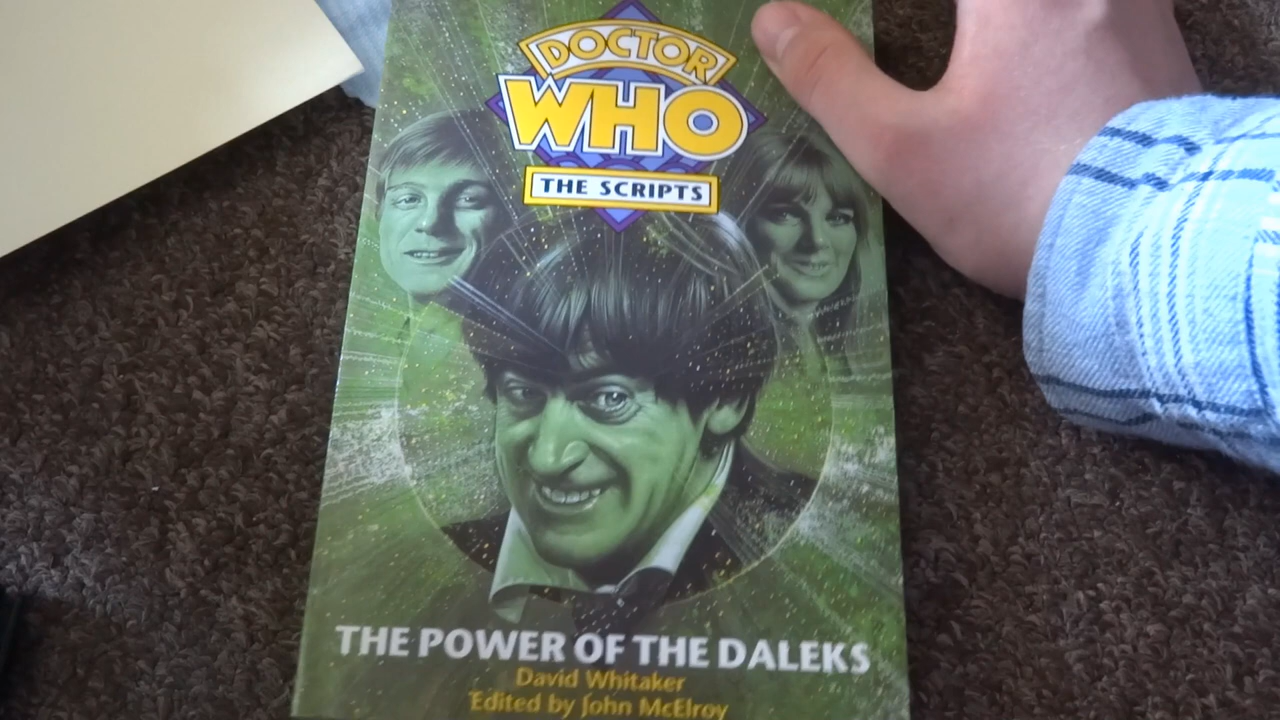 DOCTOR
WHO
THE SCRIPTS
THE POWER OF THE DALEKS
David Whitaker
Edited by John McElroy